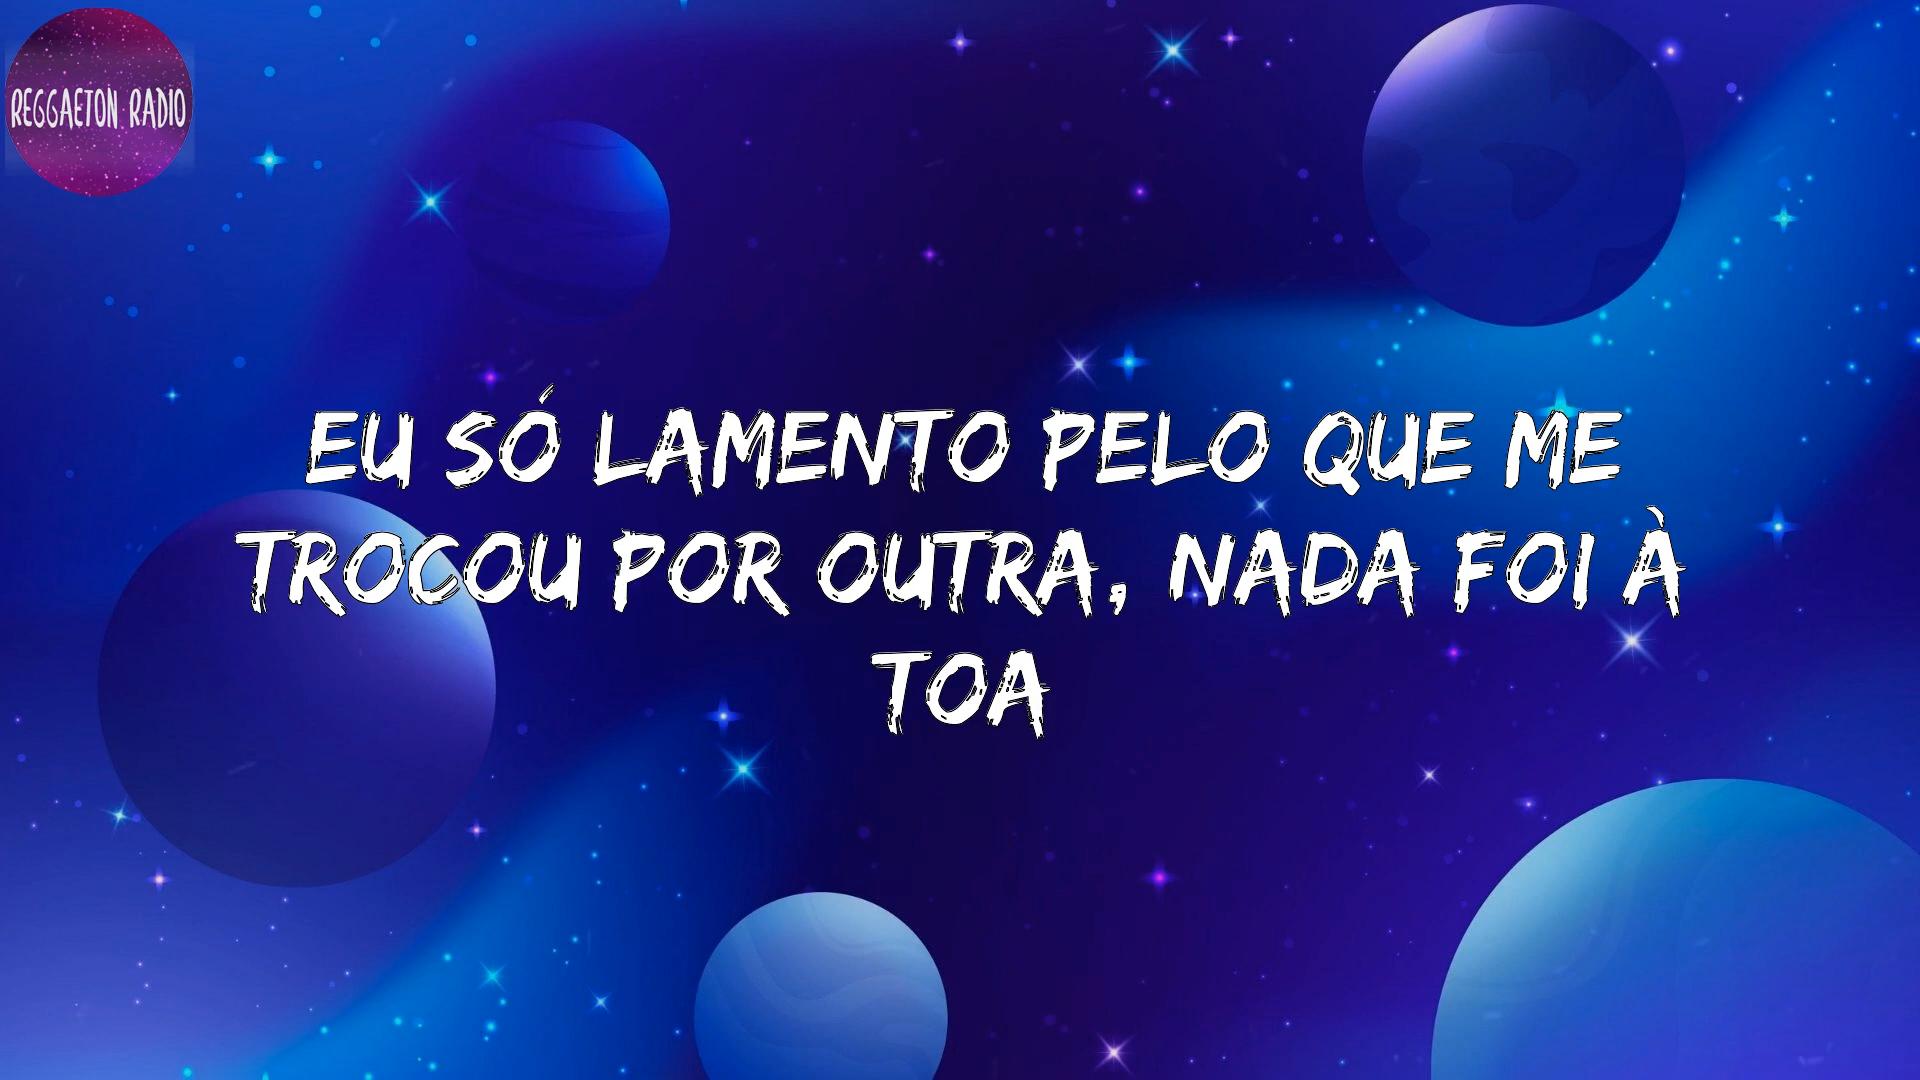 REGGAETON RADIO
EU SÓ LAMENTO PELO QUE ME
TROCOU POR OUTRA, NADA FOI À
TOA